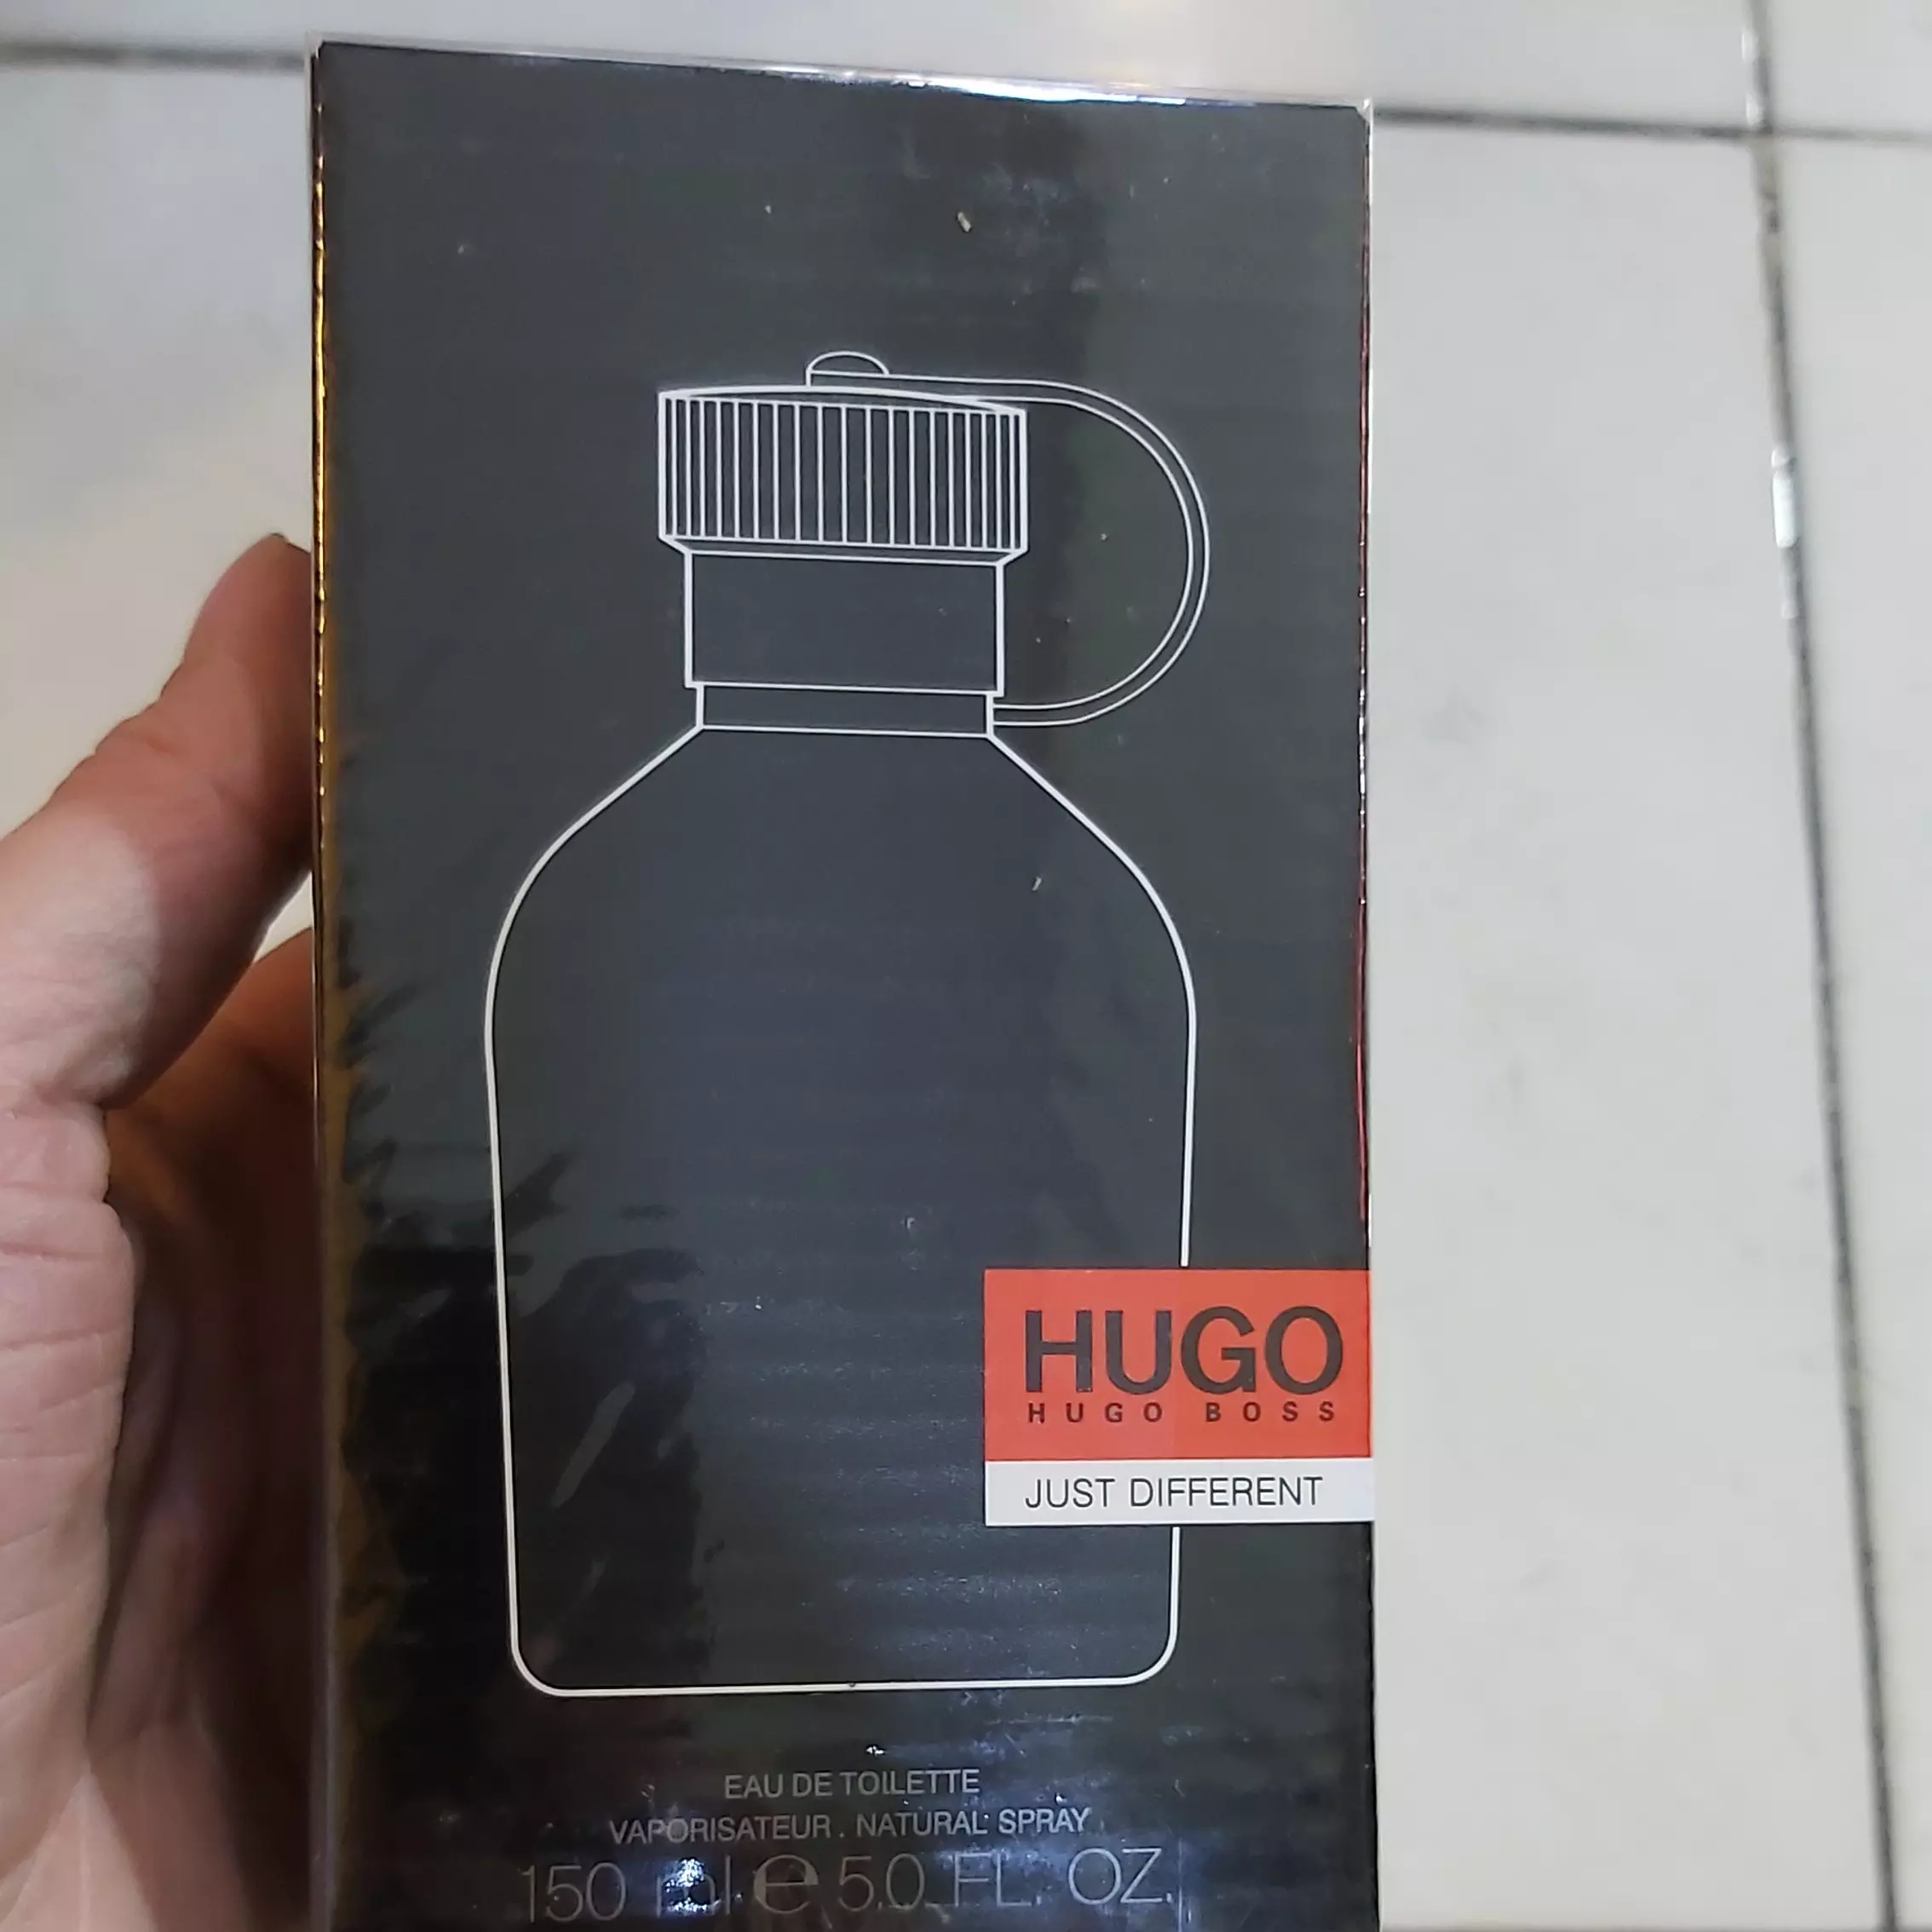 HUGO
HUGO BOSS
JUST DIFFERENT
EAU DE TOILETTE
VAPORISATEUR . NATURAL SPRAY
150 ml e 5.0 FL. OZ.